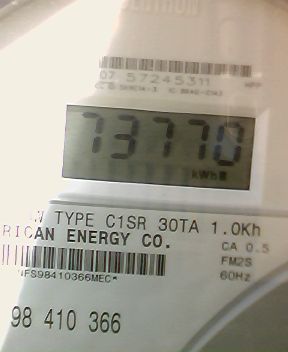 07 57245311
73770
kWh
TYPE C1SR 30TA 1.0Kh
RICAN ENERGY CO.
CA 0.5
FM2S
60Hz
NFS98410366MEC*
98 410 366